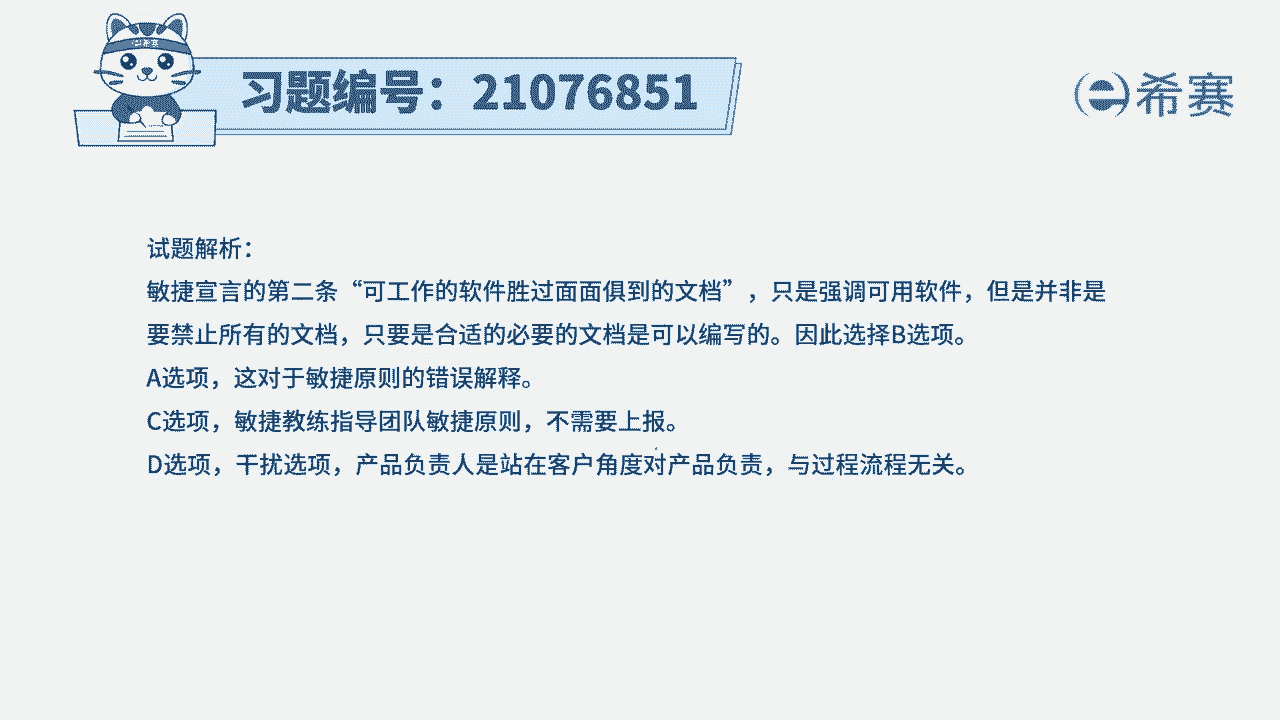 习题编号：21076851
希赛
试题解析：
敏捷宣言的第二条“可工作的软件胜过面面俱到的文档”，只是强调可用软件，但是并非是
要禁止所有的文档，只要是合适的必要的文档是可以编写的。因此选择B选项。
A选项，这对于敏捷原则的错误解释。
C选项，敏捷教练指导团队敏捷原则，不需要上报。
D选项，干扰选项，产品负责人是站在客户角度对产品负责，与过程流程无关。